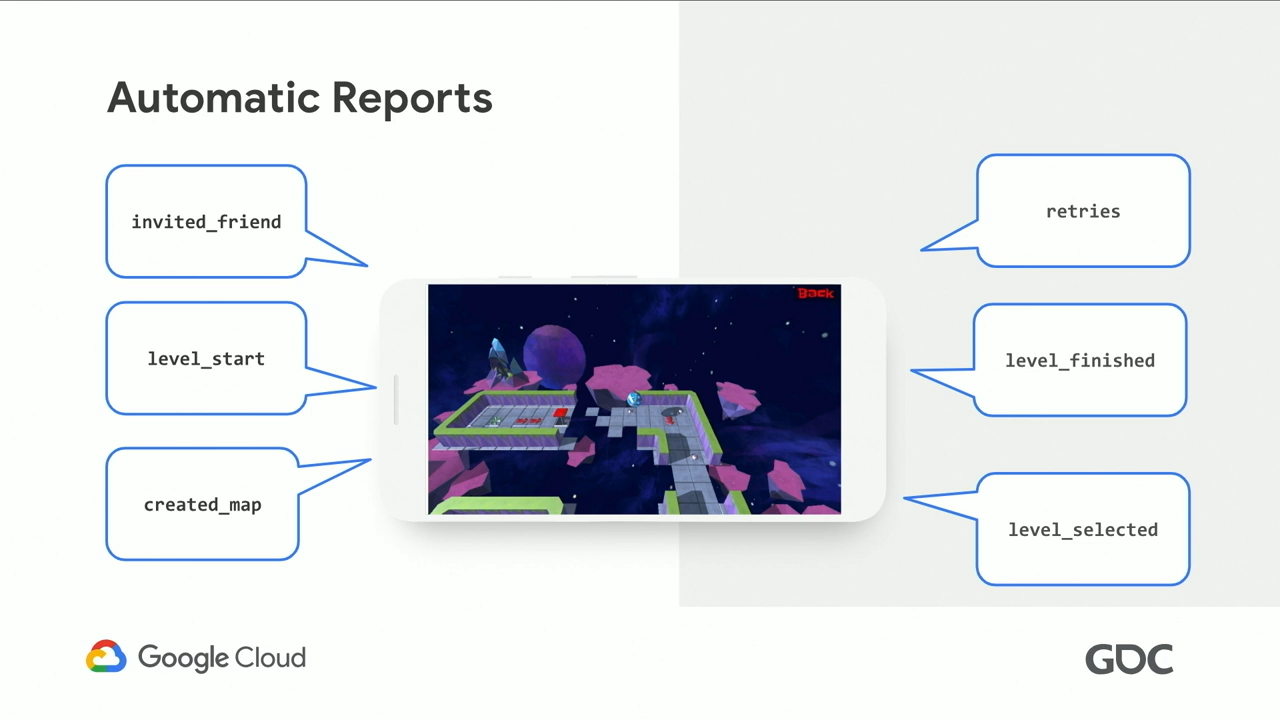 Automatic Reports
invited_friend
retries
level_start
level_finished
created_map
level_selected
Back
Google Cloud
GDC